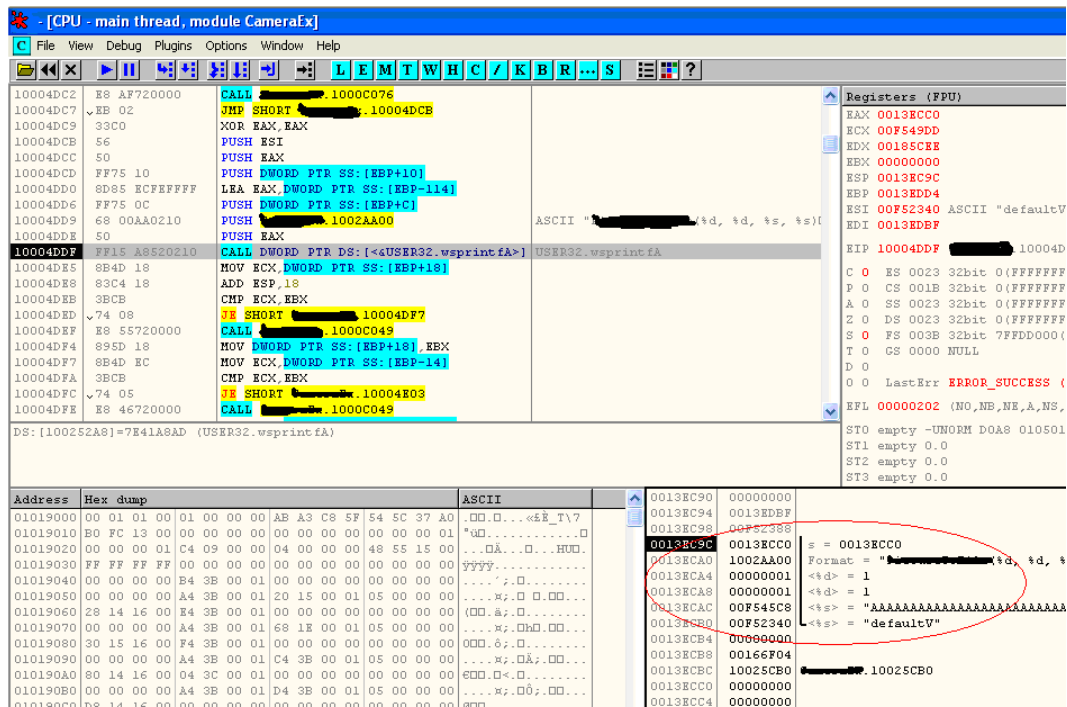 - [CPU - main thread, module CameraEx]
C File View Debug Plugins Options Window Help
L E M T W H C / K B R ... S ?
10004DC2 E8 AF720000 CALL .1000C076
10004DC7 EB 02 JMP SHORT .10004DCB
10004DC9 33C0 XOR EAX,EAX
10004DCB 56 PUSH ESI
10004DCC 50 PUSH EAX
10004DCD FF75 10 PUSH DWORD PTR SS:[EBP+10]
10004DD0 8D85 ECFEFFFF LEA EAX,DWORD PTR SS:[EBP-114]
10004DD6 FF75 0C PUSH DWORD PTR SS:[EBP+C]
10004DD9 68 00AA0210 PUSH .1002AA00 ASCII " (%d, %d, %s, %s)
10004DDE 50 PUSH EAX
10004DDF FF15 A8520210 CALL DWORD PTR DS:[<&USER32.wsprintfA>] USER32.wsprintfA
10004DE5 8B4D 18 MOV ECX,DWORD PTR SS:[EBP+18]
10004DE8 83C4 18 ADD ESP,18
10004DEB 3BCB CMP ECX,EBX
10004DED 74 08 JE SHORT .10004DF7
10004DEF E8 55720000 CALL .1000C049
10004DF4 895D 18 MOV DWORD PTR SS:[EBP+18],EBX
10004DF7 8B4D EC MOV ECX,DWORD PTR SS:[EBP-14]
10004DFA 3BCB CMP ECX,EBX
10004DFC 74 05 JE SHORT .10004E03
10004DFE E8 46720000 CALL .1000C049
DS:[100252A8]=7E41A8AD (USER32.wsprintfA)
Registers (FPU)
EAX 0013ECC0
ECX 00F549DD
EDX 00185CEE
EBX 00000000
ESP 0013EC9C
EBP 0013EDD4
ESI 00F52340 ASCII "defaultV
EDI 0013EDBF
EIP 10004DDF .10004D
C 0 ES 0023 32bit 0(FFFFFFF
P 0 CS 001B 32bit 0(FFFFFFF
A 0 SS 0023 32bit 0(FFFFFFF
Z 0 DS 0023 32bit 0(FFFFFFF
S 0 FS 003B 32bit 7FFDD000(
T 0 GS 0000 NULL
D 0
O 0 LastErr ERROR_SUCCESS (
EFL 00000202 (NO,NB,NE,A,NS,
ST0 empty -UNORM D0A8 010501
ST1 empty 0.0
ST2 empty 0.0
ST3 empty 0.0
Address Hex dump ASCII
01019000 00 01 01 00 01 00 00 00 AB A3 C8 5F 54 5C 37 A0
01019010 B0 FC 13 00 00 00 00 00 00 00 00 00 00 00 00 01
01019020 00 00 00 01 C4 09 00 00 04 00 00 00 48 55 15 00
01019030 FF FF FF FF 00 00 00 00 00 00 00 00 00 00 00 00 ÿÿÿÿ............
01019040 00 00 00 00 B4 3B 00 01 00 00 00 00 00 00 00 00
01019050 00 00 00 00 A4 3B 00 01 20 15 00 01 05 00 00 00
01019060 28 14 16 00 E4 3B 00 01 00 00 00 00 00 00 00 00
01019070 00 00 00 00 A4 3B 00 01 68 1E 00 01 05 00 00 00
01019080 30 15 16 00 F4 3B 00 01 00 00 00 00 00 00 00 00
01019090 00 00 00 00 A4 3B 00 01 C4 3B 00 01 05 00 00 00
010190A0 80 14 16 00 04 3C 00 01 00 00 00 00 00 00 00 00
010190B0 00 00 00 00 A4 3B 00 01 D4 3B 00 01 05 00 00 00
0013EC90 00000000
0013EC94 0013EDBF
0013EC98 00F52388
0013EC9C 0013ECC0 s = 0013ECC0
0013ECA0 1002AA00 Format = " (%d, %d, %
0013ECA4 00000001 <%d> = 1
0013ECA8 00000001 <%d> = 1
0013ECAC 00F545C8 <%s> = "AAAAAAAAAAAAAAAAAAAAAAAAA
0013ECB0 00F52340 <%s> = "defaultV"
0013ECB4 00000000
0013ECB8 00166F04
0013ECBC 10025CB0 .10025CB0
0013ECC0 00000000
0013ECC4 00000000